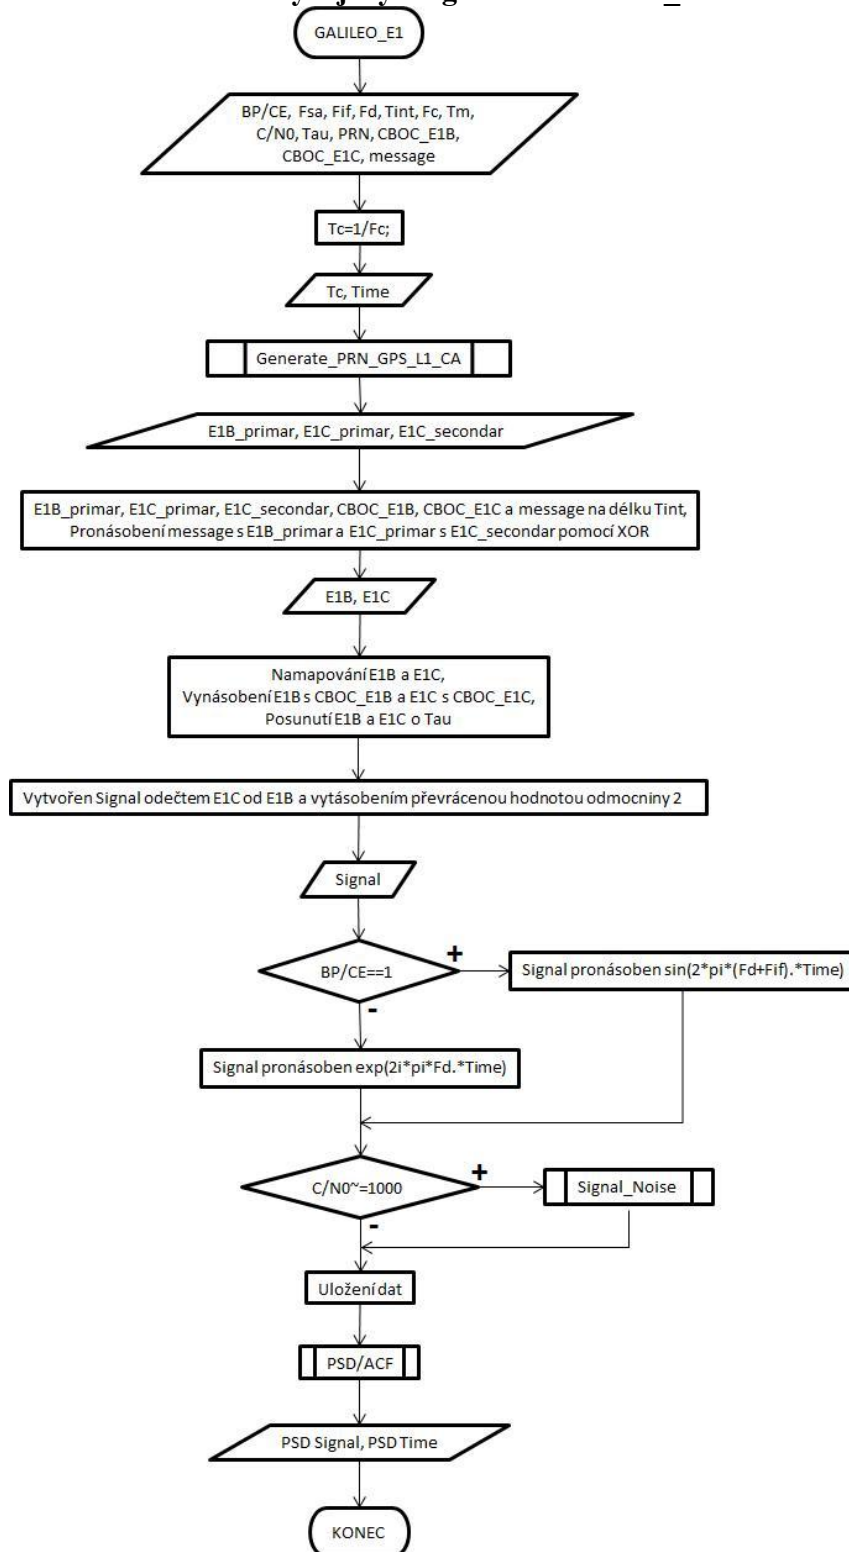 GALILEO_E1
BP/CE, Fsa, Fif, Fd, Tint, Fc, Tm,
C/N0, Tau, PRN, CBOC_E1B,
CBOC_E1C, message
Tc=1/Fc;
Tc, Time
Generate_PRN_GPS_L1_CA
E1B_primar, E1C_primar, E1C_secondar
E1B_primar, E1C_primar, E1C_secondar, CBOC_E1B, CBOC_E1C a message na délku Tint,
Pronásobení message s E1B_primar a E1C_primar s E1C_secondar pomocí XOR
E1B, E1C
Namapování E1B a E1C,
Vynásobení E1B s CBOC_E1B a E1C s CBOC_E1C,
Posunutí E1B a E1C o Tau
Vytvořen Signal odečtem E1C od E1B a vytásobením převrácenou hodnotou odmocniny 2
Signal
BP/CE==1
+
Signal pronásoben sin(2*pi*(Fd+Fif).*Time)
-
Signal pronásoben exp(2i*pi*Fd.*Time)
C/N0~=1000
+
Signal_Noise
-
Uložení dat
PSD/ACF
PSD Signal, PSD Time
KONEC